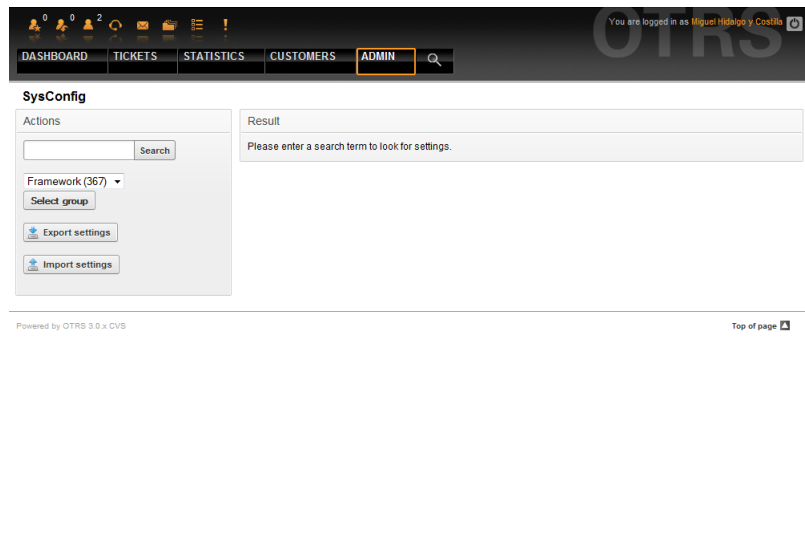 0 0 2
You are logged in as Miguel Hidalgo y Costilla
OTRS
DASHBOARD TICKETS STATISTICS CUSTOMERS ADMIN
SysConfig
Actions
Search
Framework (367)
Select group
Export settings
Import settings
Result
Please enter a search term to look for settings.
Powered by OTRS 3.0.x CVS
Top of page